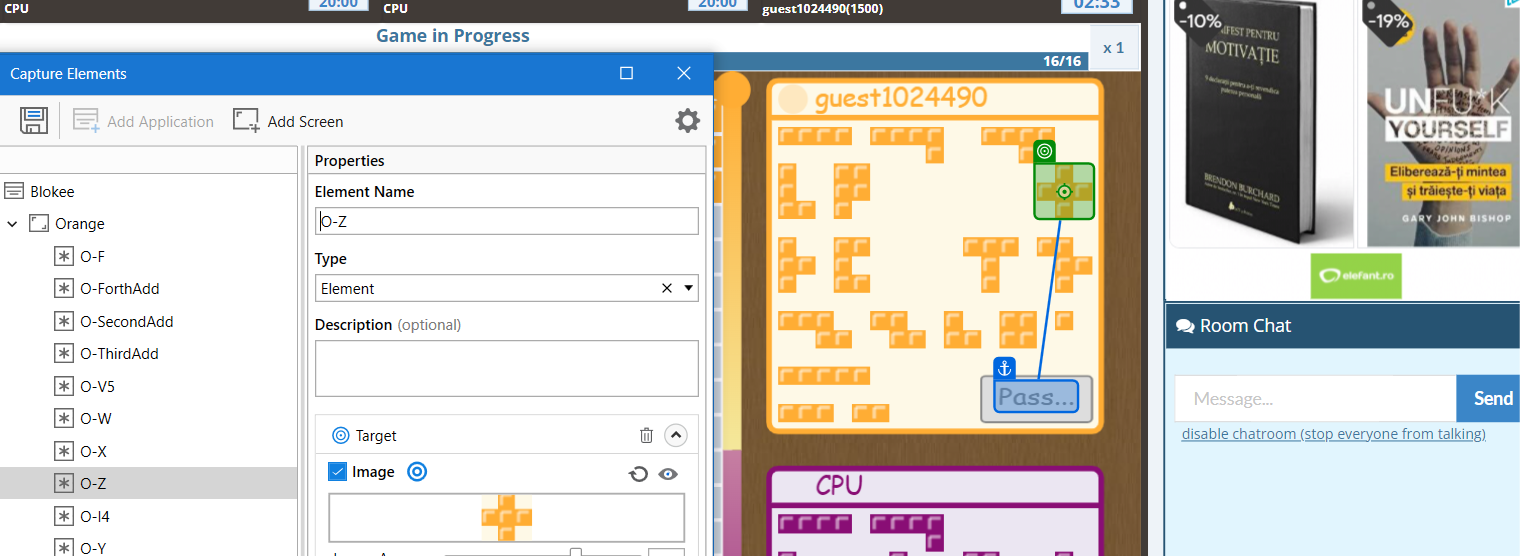 CPU
20:00
CPU
20:00
guest1024490(1500)
02:33
Game in Progress
16/16
x 1
Capture Elements
Add Application
Add Screen
Blokee
Orange
O-F
O-ForthAdd
O-SecondAdd
O-ThirdAdd
O-V5
O-W
O-X
O-Z
O-I4
O-Y
Properties
Element Name
O-Z
Type
Element
Description (optional)
Target
Image
guest1024490
Pass...
CPU
-10%
MOTIVAȚIE
BRENDON BURCHARD
-19%
UNFU*K
YOURSELF
Eliberează-ți mintea
și trăiește-ți viața
GARY JOHN BISHOP
elefant.ro
Room Chat
Message...
Send
disable chatroom (stop everyone from talking)